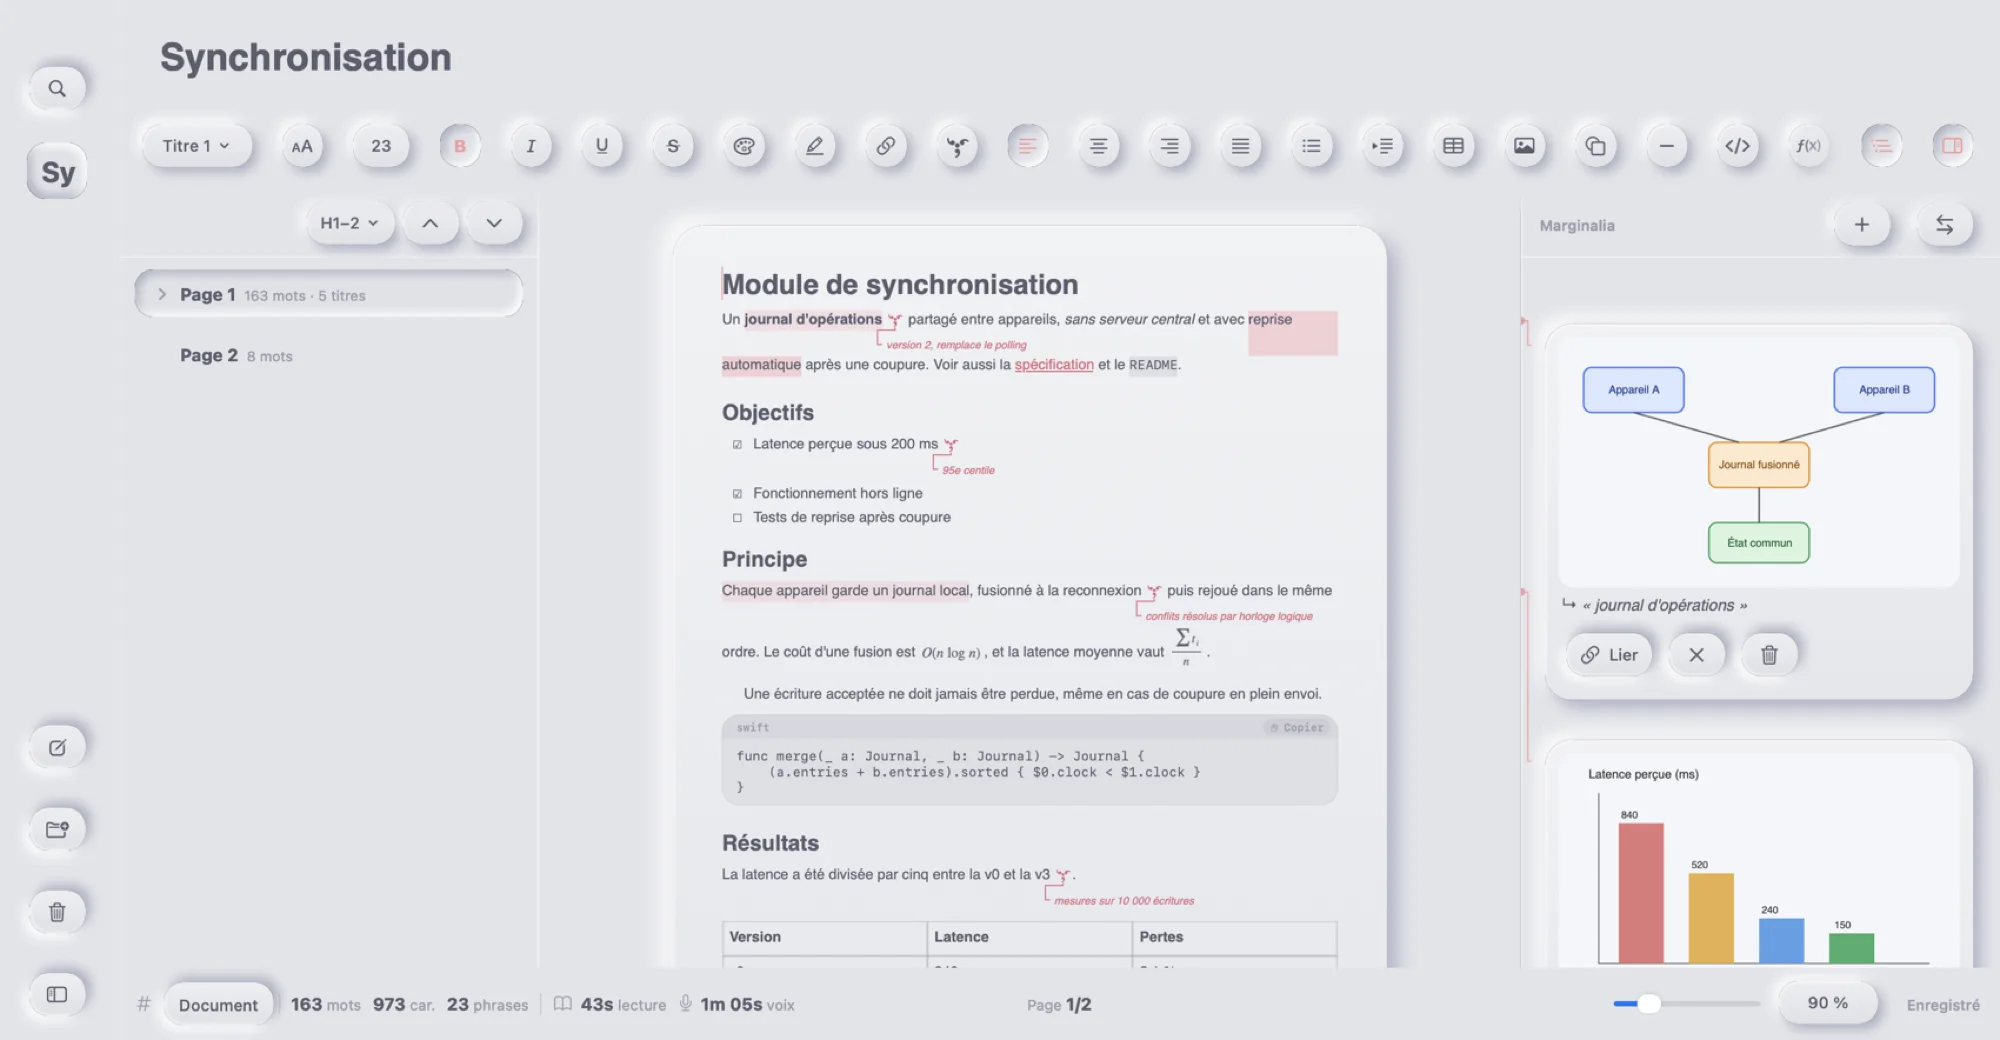 Synchronisation
Titre 1
AA
23
B
I
U
S
</>
f(x)
Sy
H1–2
Page 1 163 mots · 5 titres
Page 2 8 mots
Module de synchronisation
Un journal d'opérations partagé entre appareils, sans serveur central et avec reprise
version 2, remplace le polling
automatique après une coupure. Voir aussi la spécification et le README.
Objectifs
☑ Latence perçue sous 200 ms
95e centile
☑ Fonctionnement hors ligne
☐ Tests de reprise après coupure
Principe
Chaque appareil garde un journal local, fusionné à la reconnexion puis rejoué dans le même
conflits résolus par horloge logique
ordre. Le coût d'une fusion est O(n log n) , et la latence moyenne vaut ∑tᵢ / n .
Une écriture acceptée ne doit jamais être perdue, même en cas de coupure en plein envoi.
swift
Copier
func merge(_ a: Journal, _ b: Journal) -> Journal {
    (a.entries + b.entries).sorted { $0.clock < $1.clock }
}
Résultats
La latence a été divisée par cinq entre la v0 et la v3 .
mesures sur 10 000 écritures
Version Latence Pertes
Marginalia
Appareil A
Appareil B
Journal fusionné
État commun
« journal d'opérations »
Lier
Latence perçue (ms)
840
520
240
150
# Document 163 mots 973 car. 23 phrases 43s lecture 1m 05s voix
Page 1/2
90 %
Enregistré